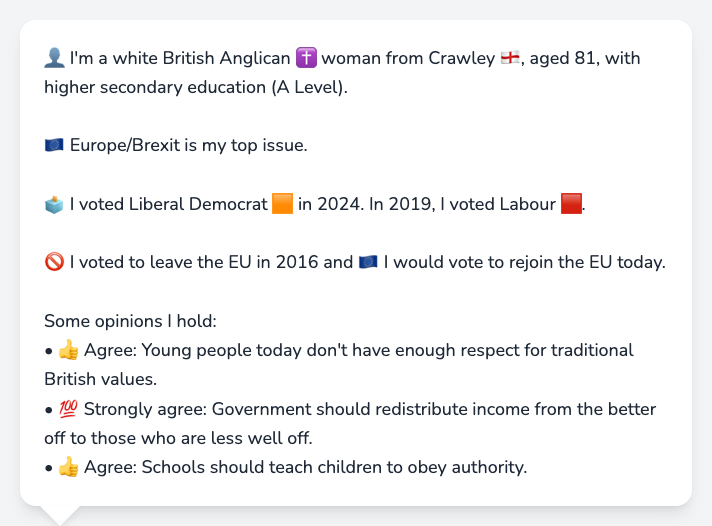 👤 I'm a white British Anglican ✝️ woman from Crawley 🏴󠁧󠁢󠁥󠁮󠁧󠁿, aged 81, with
higher secondary education (A Level).
🇪🇺 Europe/Brexit is my top issue.
🗳️ I voted Liberal Democrat 🟧 in 2024. In 2019, I voted Labour 🟥.
🚫 I voted to leave the EU in 2016 and 🇪🇺 I would vote to rejoin the EU today.
Some opinions I hold:
• 👍 Agree: Young people today don't have enough respect for traditional
British values.
• 💯 Strongly agree: Government should redistribute income from the better
off to those who are less well off.
• 👍 Agree: Schools should teach children to obey authority.